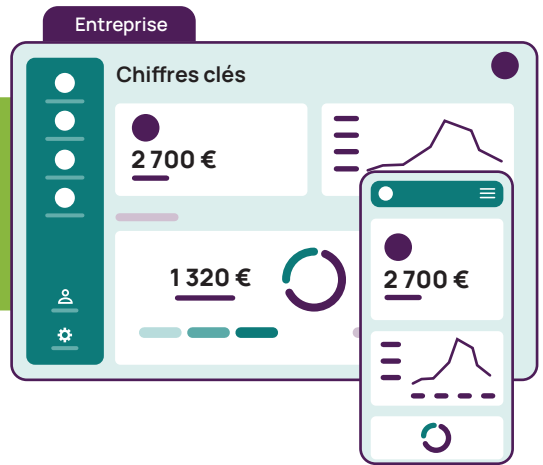 Entreprise
Chiffres clés
2 700 €
1 320 €
2 700 €